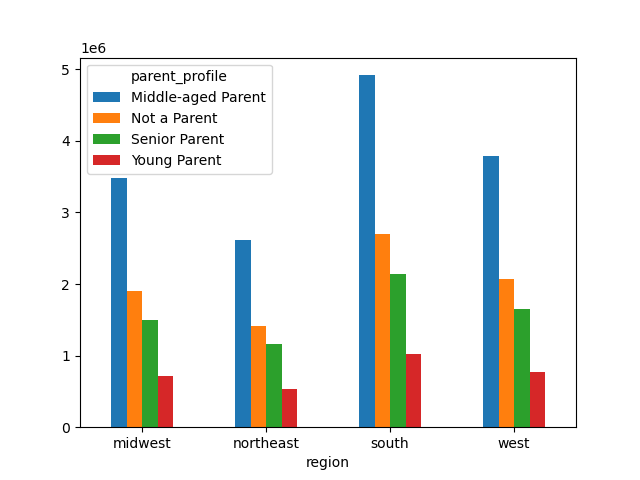 1e6
5
4
3
2
1
0
parent_profile
Middle-aged Parent
Not a Parent
Senior Parent
Young Parent
midwest northeast south west
region